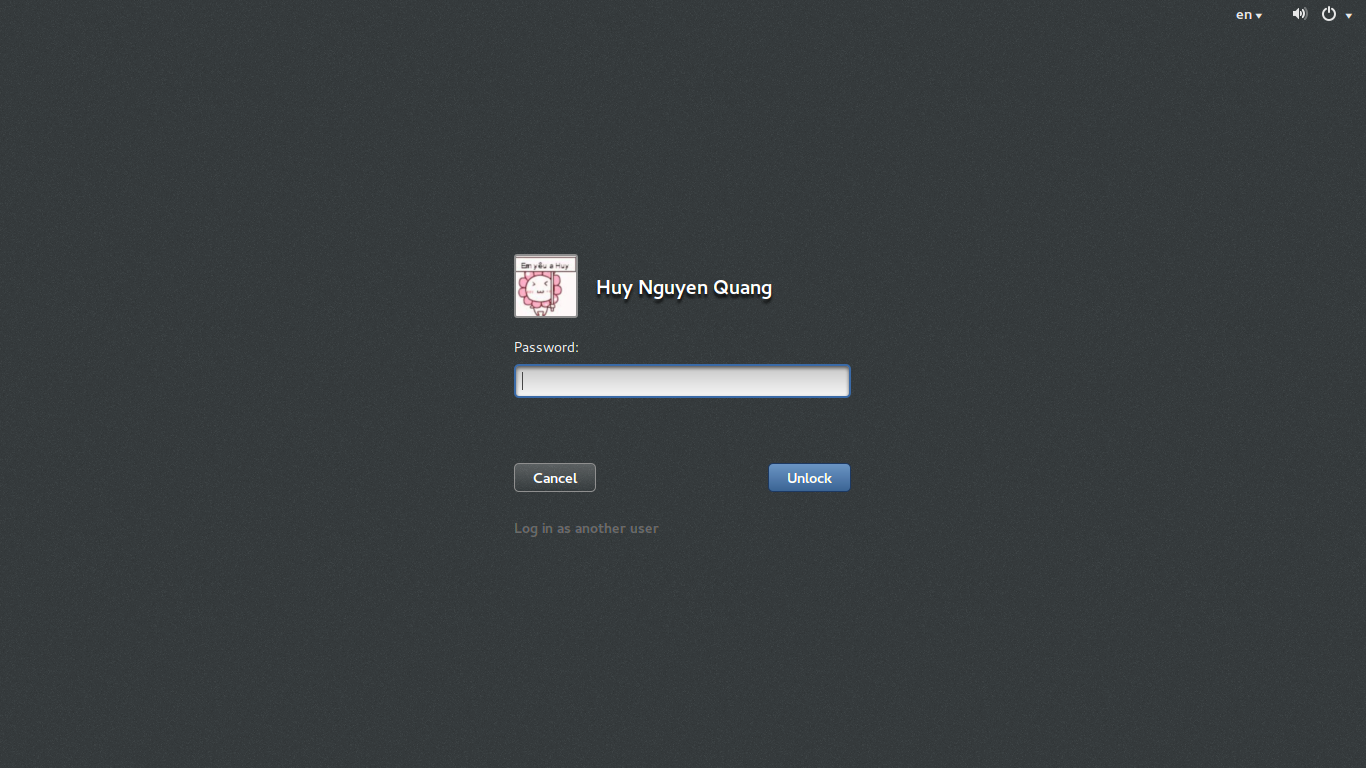 en
Em yêu a Huy
Huy Nguyen Quang
Password:
Cancel
Unlock
Log in as another user